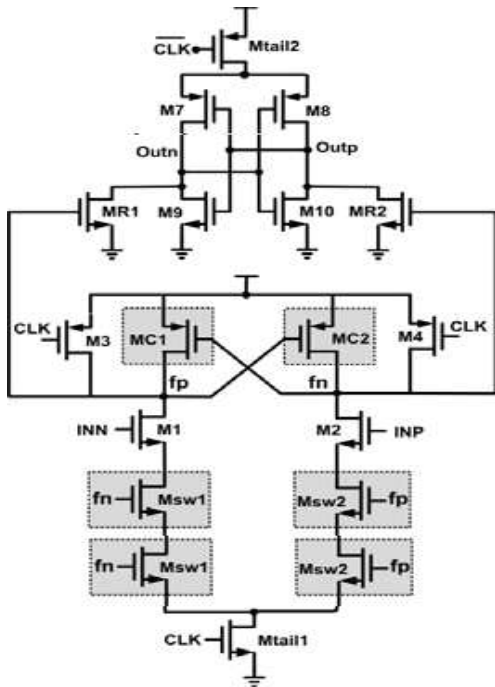 CLK
Mtail2
M7
M8
Outn
Outp
MR1
M9
M10
MR2
CLK
M3
MC1
MC2
M4
CLK
fp
fn
INN
M1
M2
INP
fn
Msw1
Msw2
fp
fn
Msw1
Msw2
fp
CLK
Mtail1